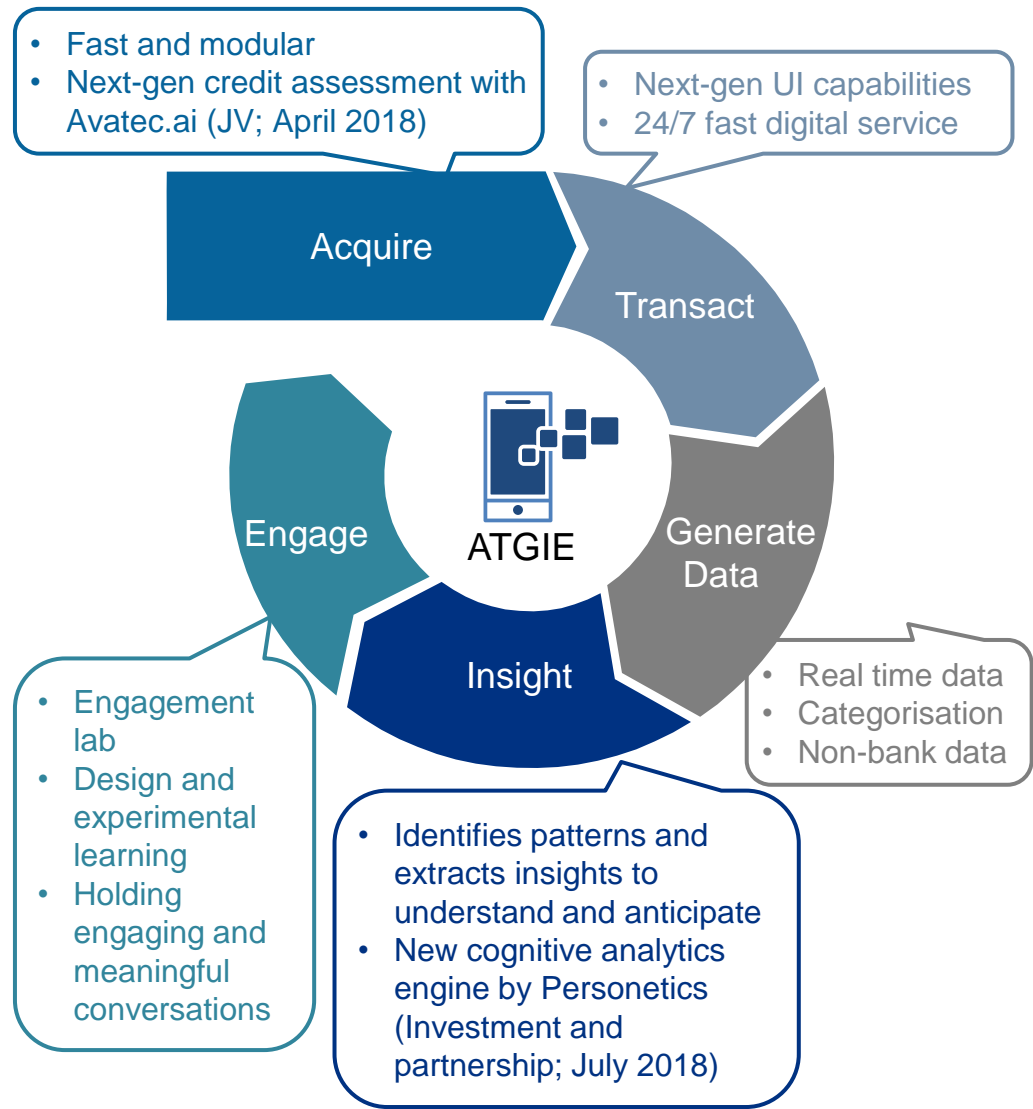 • Fast and modular
• Next-gen credit assessment with
Avatec.ai (JV; April 2018)
• Next-gen UI capabilities
• 24/7 fast digital service
Acquire
Transact
Generate
Data
Insight
Engage
ATGIE
• Real time data
• Categorisation
• Non-bank data
• Identifies patterns and
extracts insights to
understand and anticipate
• New cognitive analytics
engine by Personetics
(Investment and
partnership; July 2018)
• Engagement
lab
• Design and
experimental
learning
• Holding
engaging and
meaningful
conversations